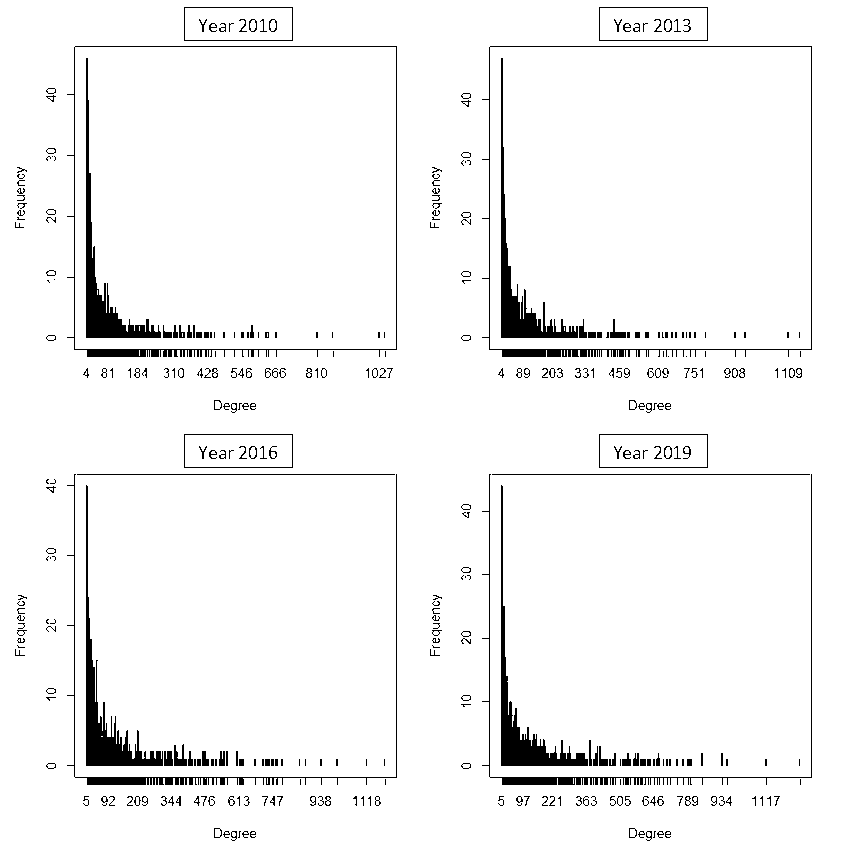 Year 2010
Frequency
0 10 20 30 40
4 81 184 310 428 546 666 810 1027
Degree
Year 2013
Frequency
0 10 20 30 40
4 89 203 331 459 609 751 908 1109
Degree
Year 2016
Frequency
0 10 20 30 40
5 92 209 344 476 613 747 938 1118
Degree
Year 2019
Frequency
0 10 20 30 40
5 97 221 363 505 646 789 934 1117
Degree